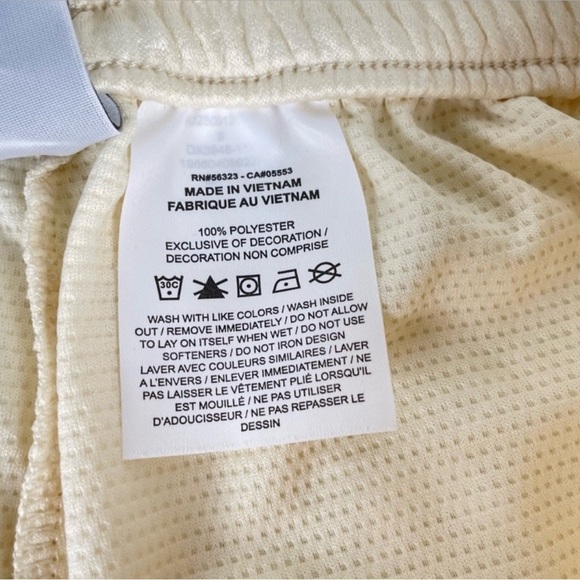 RN#56323 - CA#05553
MADE IN VIETNAM
FABRIQUE AU VIETNAM
100% POLYESTER
EXCLUSIVE OF DECORATION /
DECORATION NON COMPRISE
30C
WASH WITH LIKE COLORS / WASH INSIDE
OUT / REMOVE IMMEDIATELY / DO NOT ALLOW
TO LAY ON ITSELF WHEN WET / DO NOT USE
SOFTENERS / DO NOT IRON DESIGN
LAVER AVEC COULEURS SIMILAIRES / LAVER
A L'ENVERS / ENLEVER IMMEDIATEMENT / NE
PAS LAISSER LE VÊTEMENT PLIÉ LORSQU'IL
EST MOUILLÉ / NE PAS UTILISER
D'ADOUCISSEUR / NE PAS REPASSER LE
DESSIN